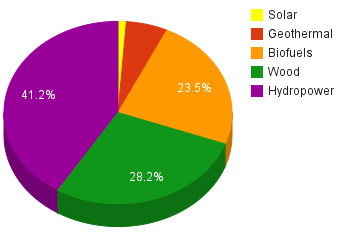 Solar
Geothermal
Biofuels
Wood
Hydropower
41.2%
23.5%
28.2%